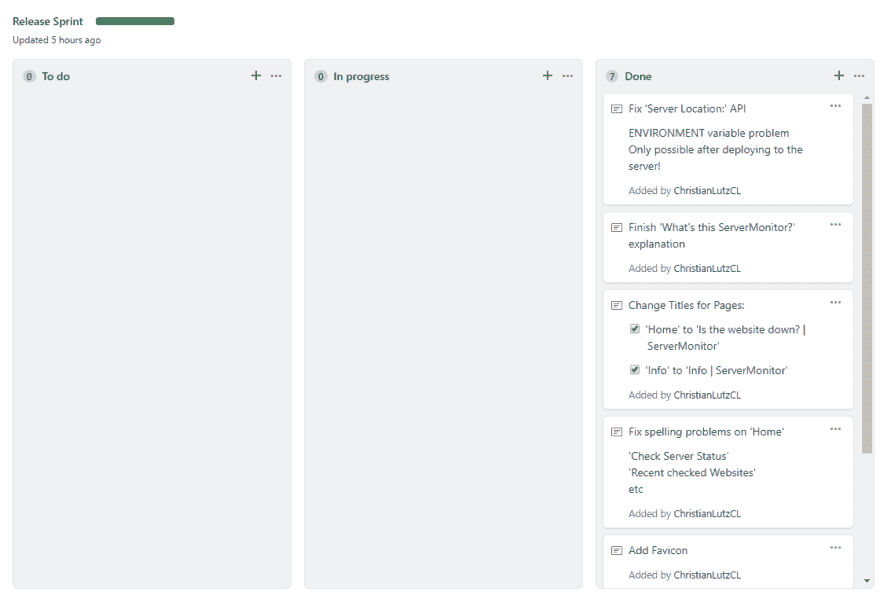 Release Sprint
Updated 5 hours ago
0 To do
0 In progress
7 Done
Fix 'Server Location:' API
ENVIRONMENT variable problem
Only possible after deploying to the
server!
Added by ChristianLutzCL
Finish 'What's this ServerMonitor?'
explanation
Added by ChristianLutzCL
Change Titles for Pages:
'Home' to 'Is the website down? |
ServerMonitor'
'Info' to 'Info | ServerMonitor'
Added by ChristianLutzCL
Fix spelling problems on 'Home'
'Check Server Status'
'Recent checked Websites'
etc
Added by ChristianLutzCL
Add Favicon
Added by ChristianLutzCL